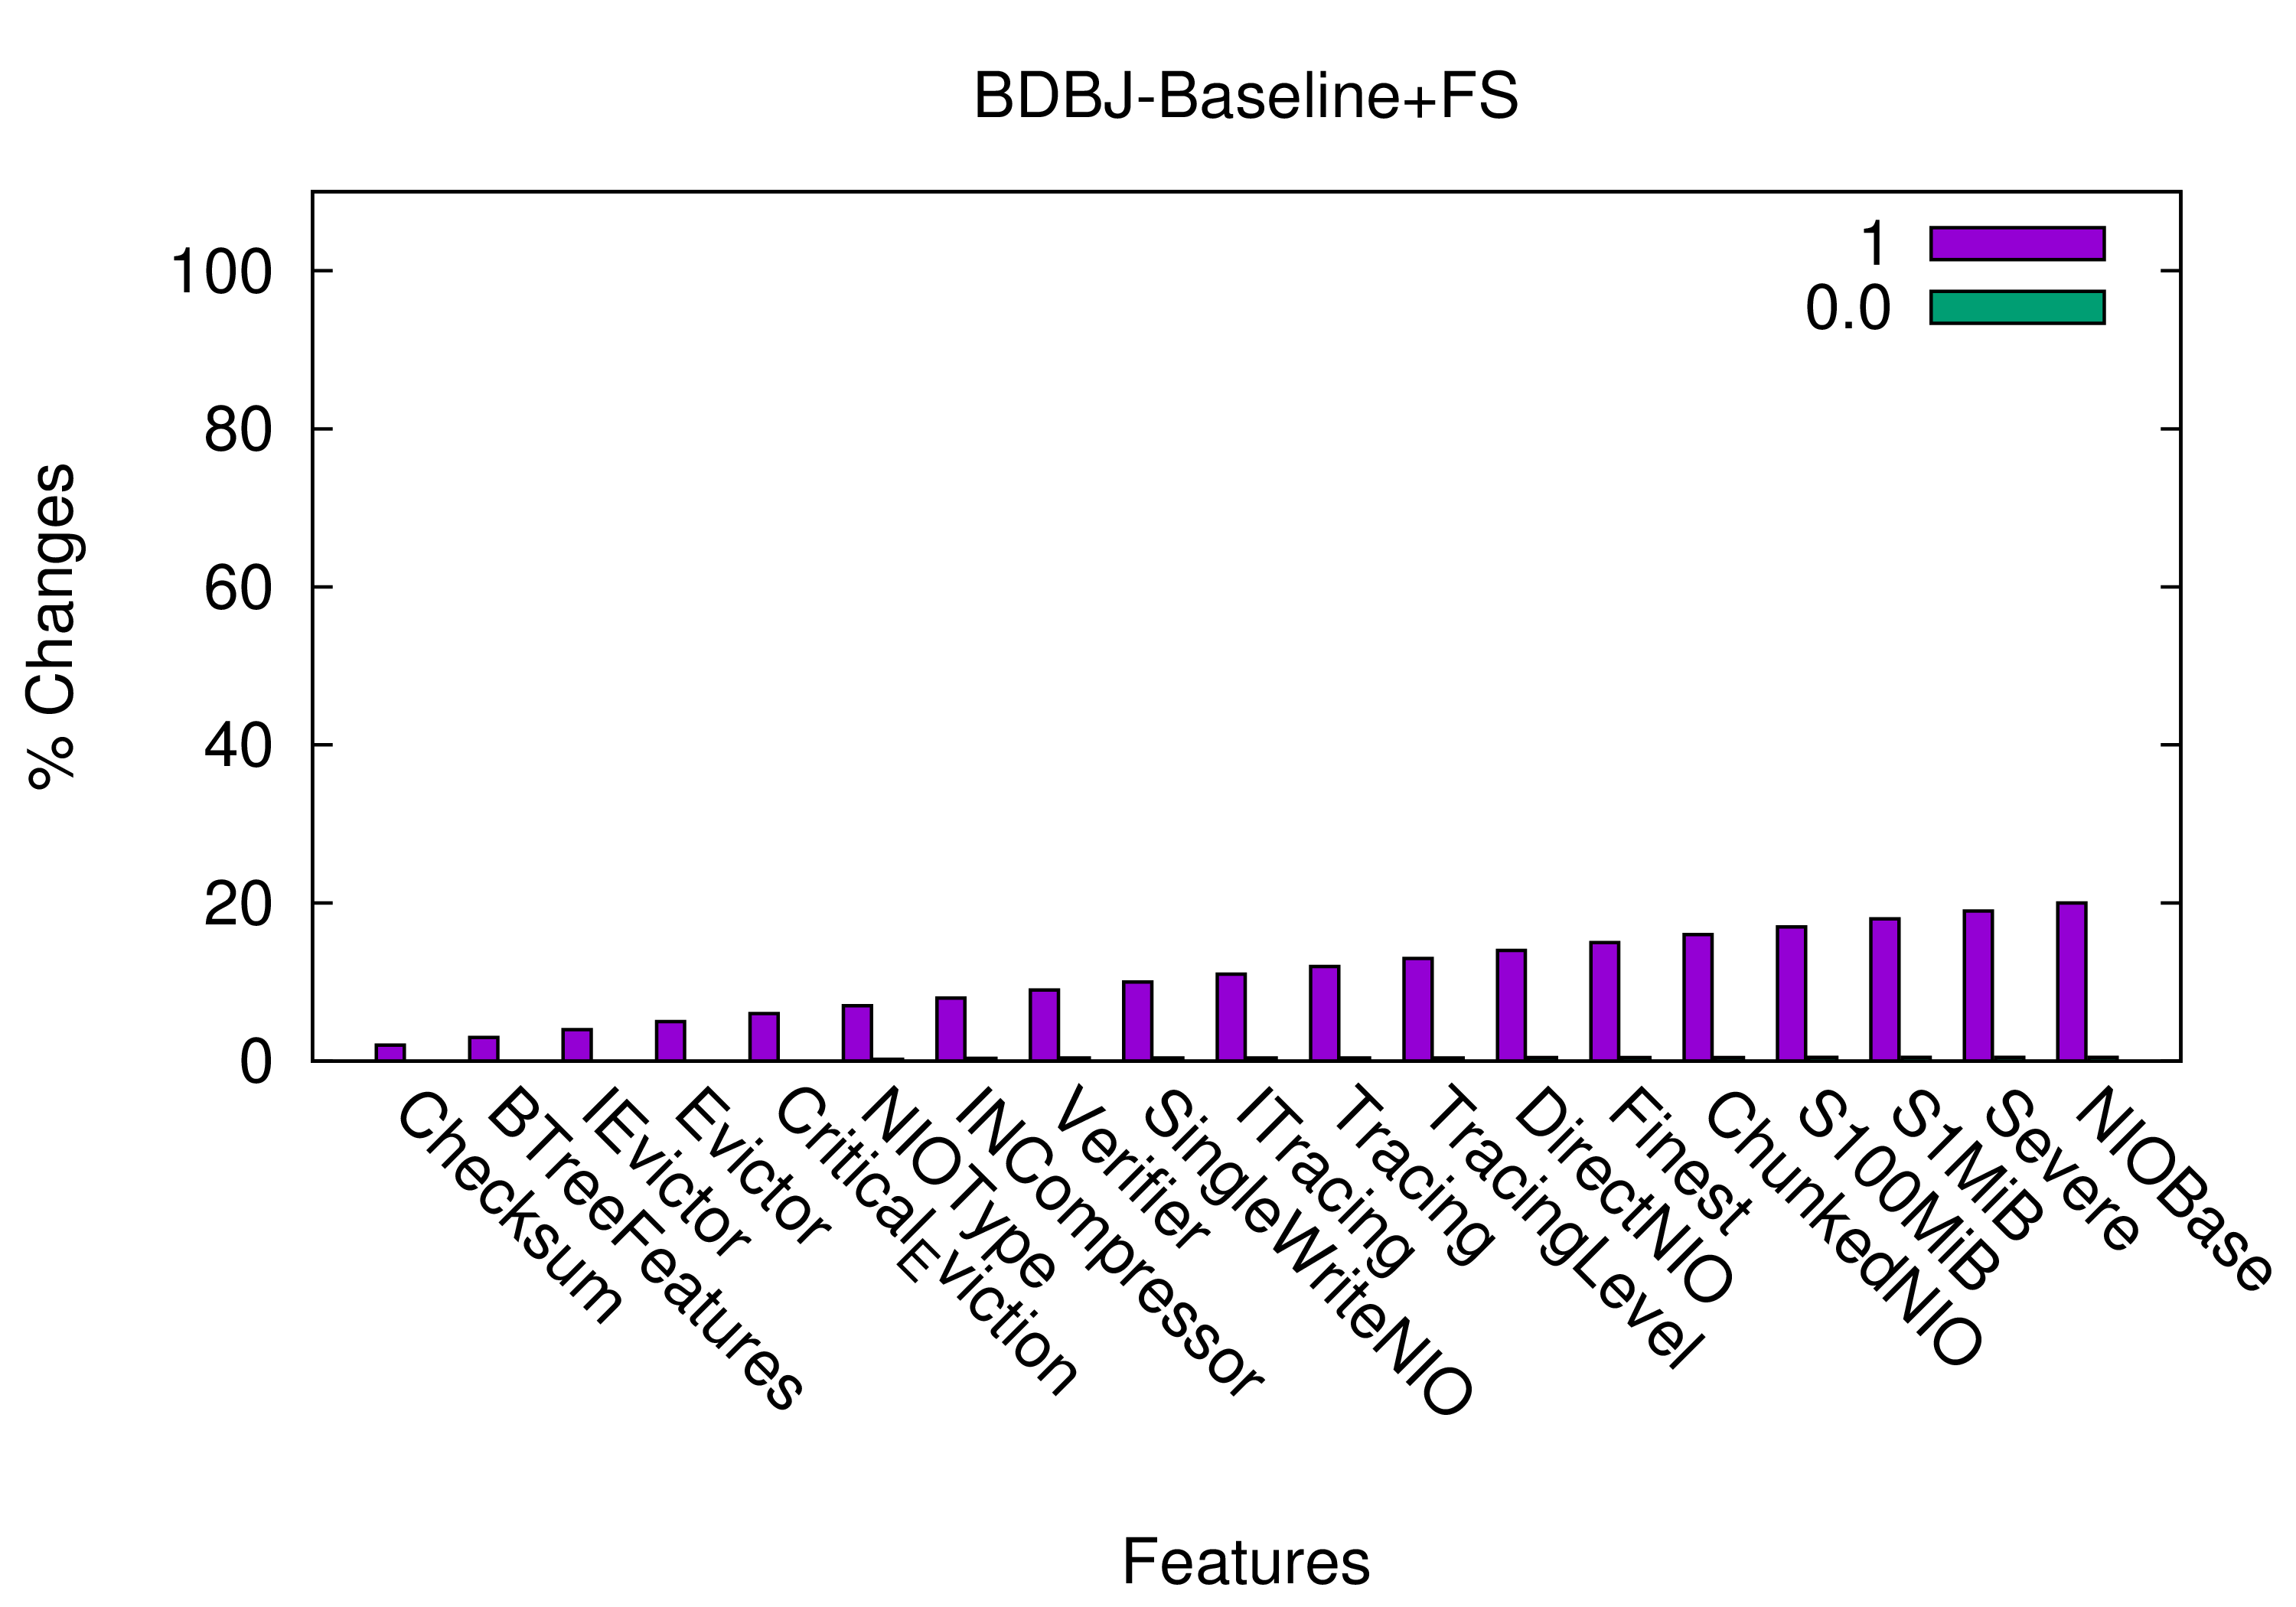 BDBJ-Baseline+FS
1
0.0
% Changes
100
80
60
40
20
0
Checksum
BTreeFeatures
IEvictor
Evictor
CriticalEviction
NIOType
INCompressor
Verifier
SingleWriteNIO
ITracing
Tracing
TracingLevel
DirectNIO
Finest
ChunkedNIO
S100MiB
S1MiB
Severe
NIOBase
Features